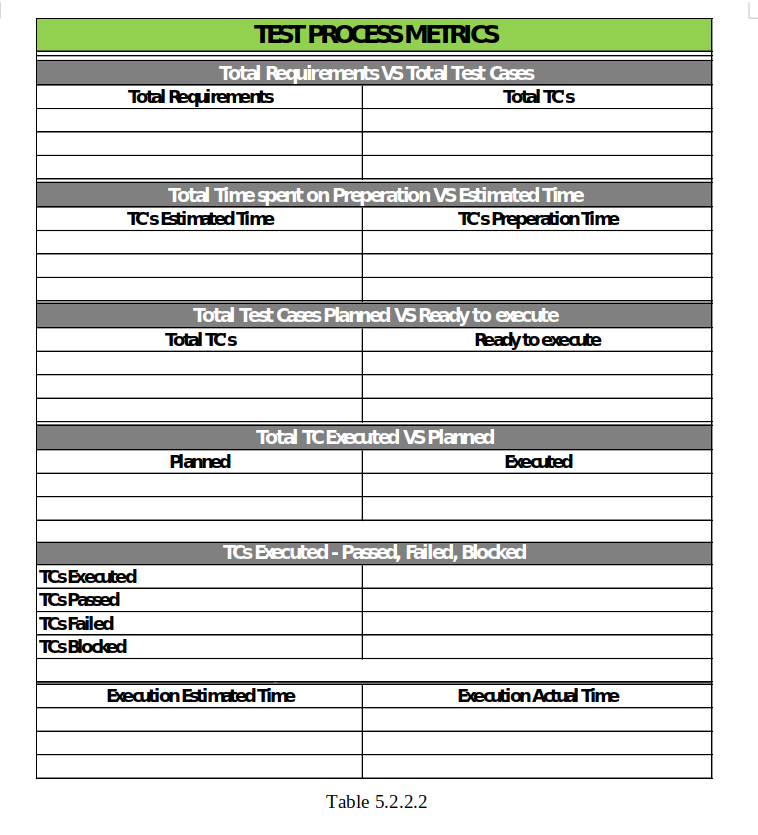 TEST PROCESS METRICS
Total Requirements VS Total Test Cases
Total Requirements Total TC's
Total Time spent on Preperation VS Estimated Time
TC's Estimated Time TC's Preperation Time
Total Test Cases Planned VS Ready to execute
Total TC's Ready to execute
Total TC Executed VS Planned
Planned Executed
TCs Executed - Passed, Failed, Blocked
TCs Executed
TCs Passed
TCs Failed
TCs Blocked
Execution Estimated Time Execution Actual Time
Table 5.2.2.2